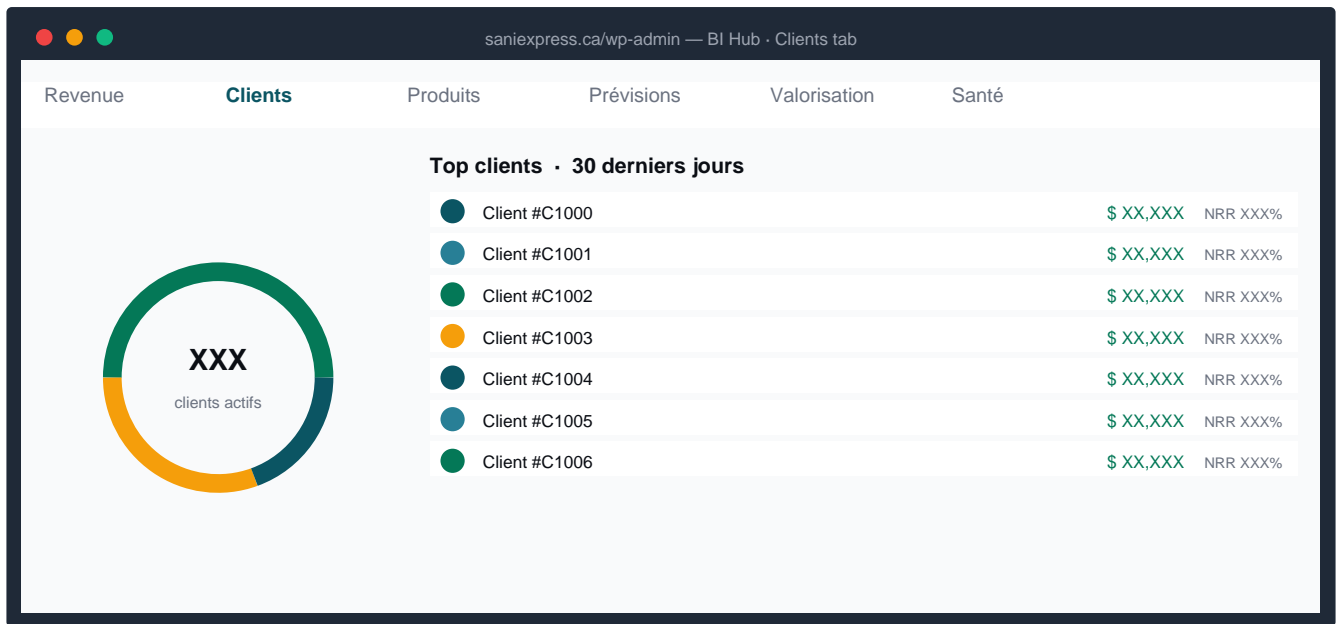 saniexpress.ca/wp-admin — BI Hub · Clients tab
Revenue Clients Produits Prévisions Valorisation Santé
Top clients · 30 derniers jours
Client #C1000 $ XX,XXX NRR XXX%
Client #C1001 $ XX,XXX NRR XXX%
Client #C1002 $ XX,XXX NRR XXX%
Client #C1003 $ XX,XXX NRR XXX%
Client #C1004 $ XX,XXX NRR XXX%
Client #C1005 $ XX,XXX NRR XXX%
Client #C1006 $ XX,XXX NRR XXX%
XXX
clients actifs